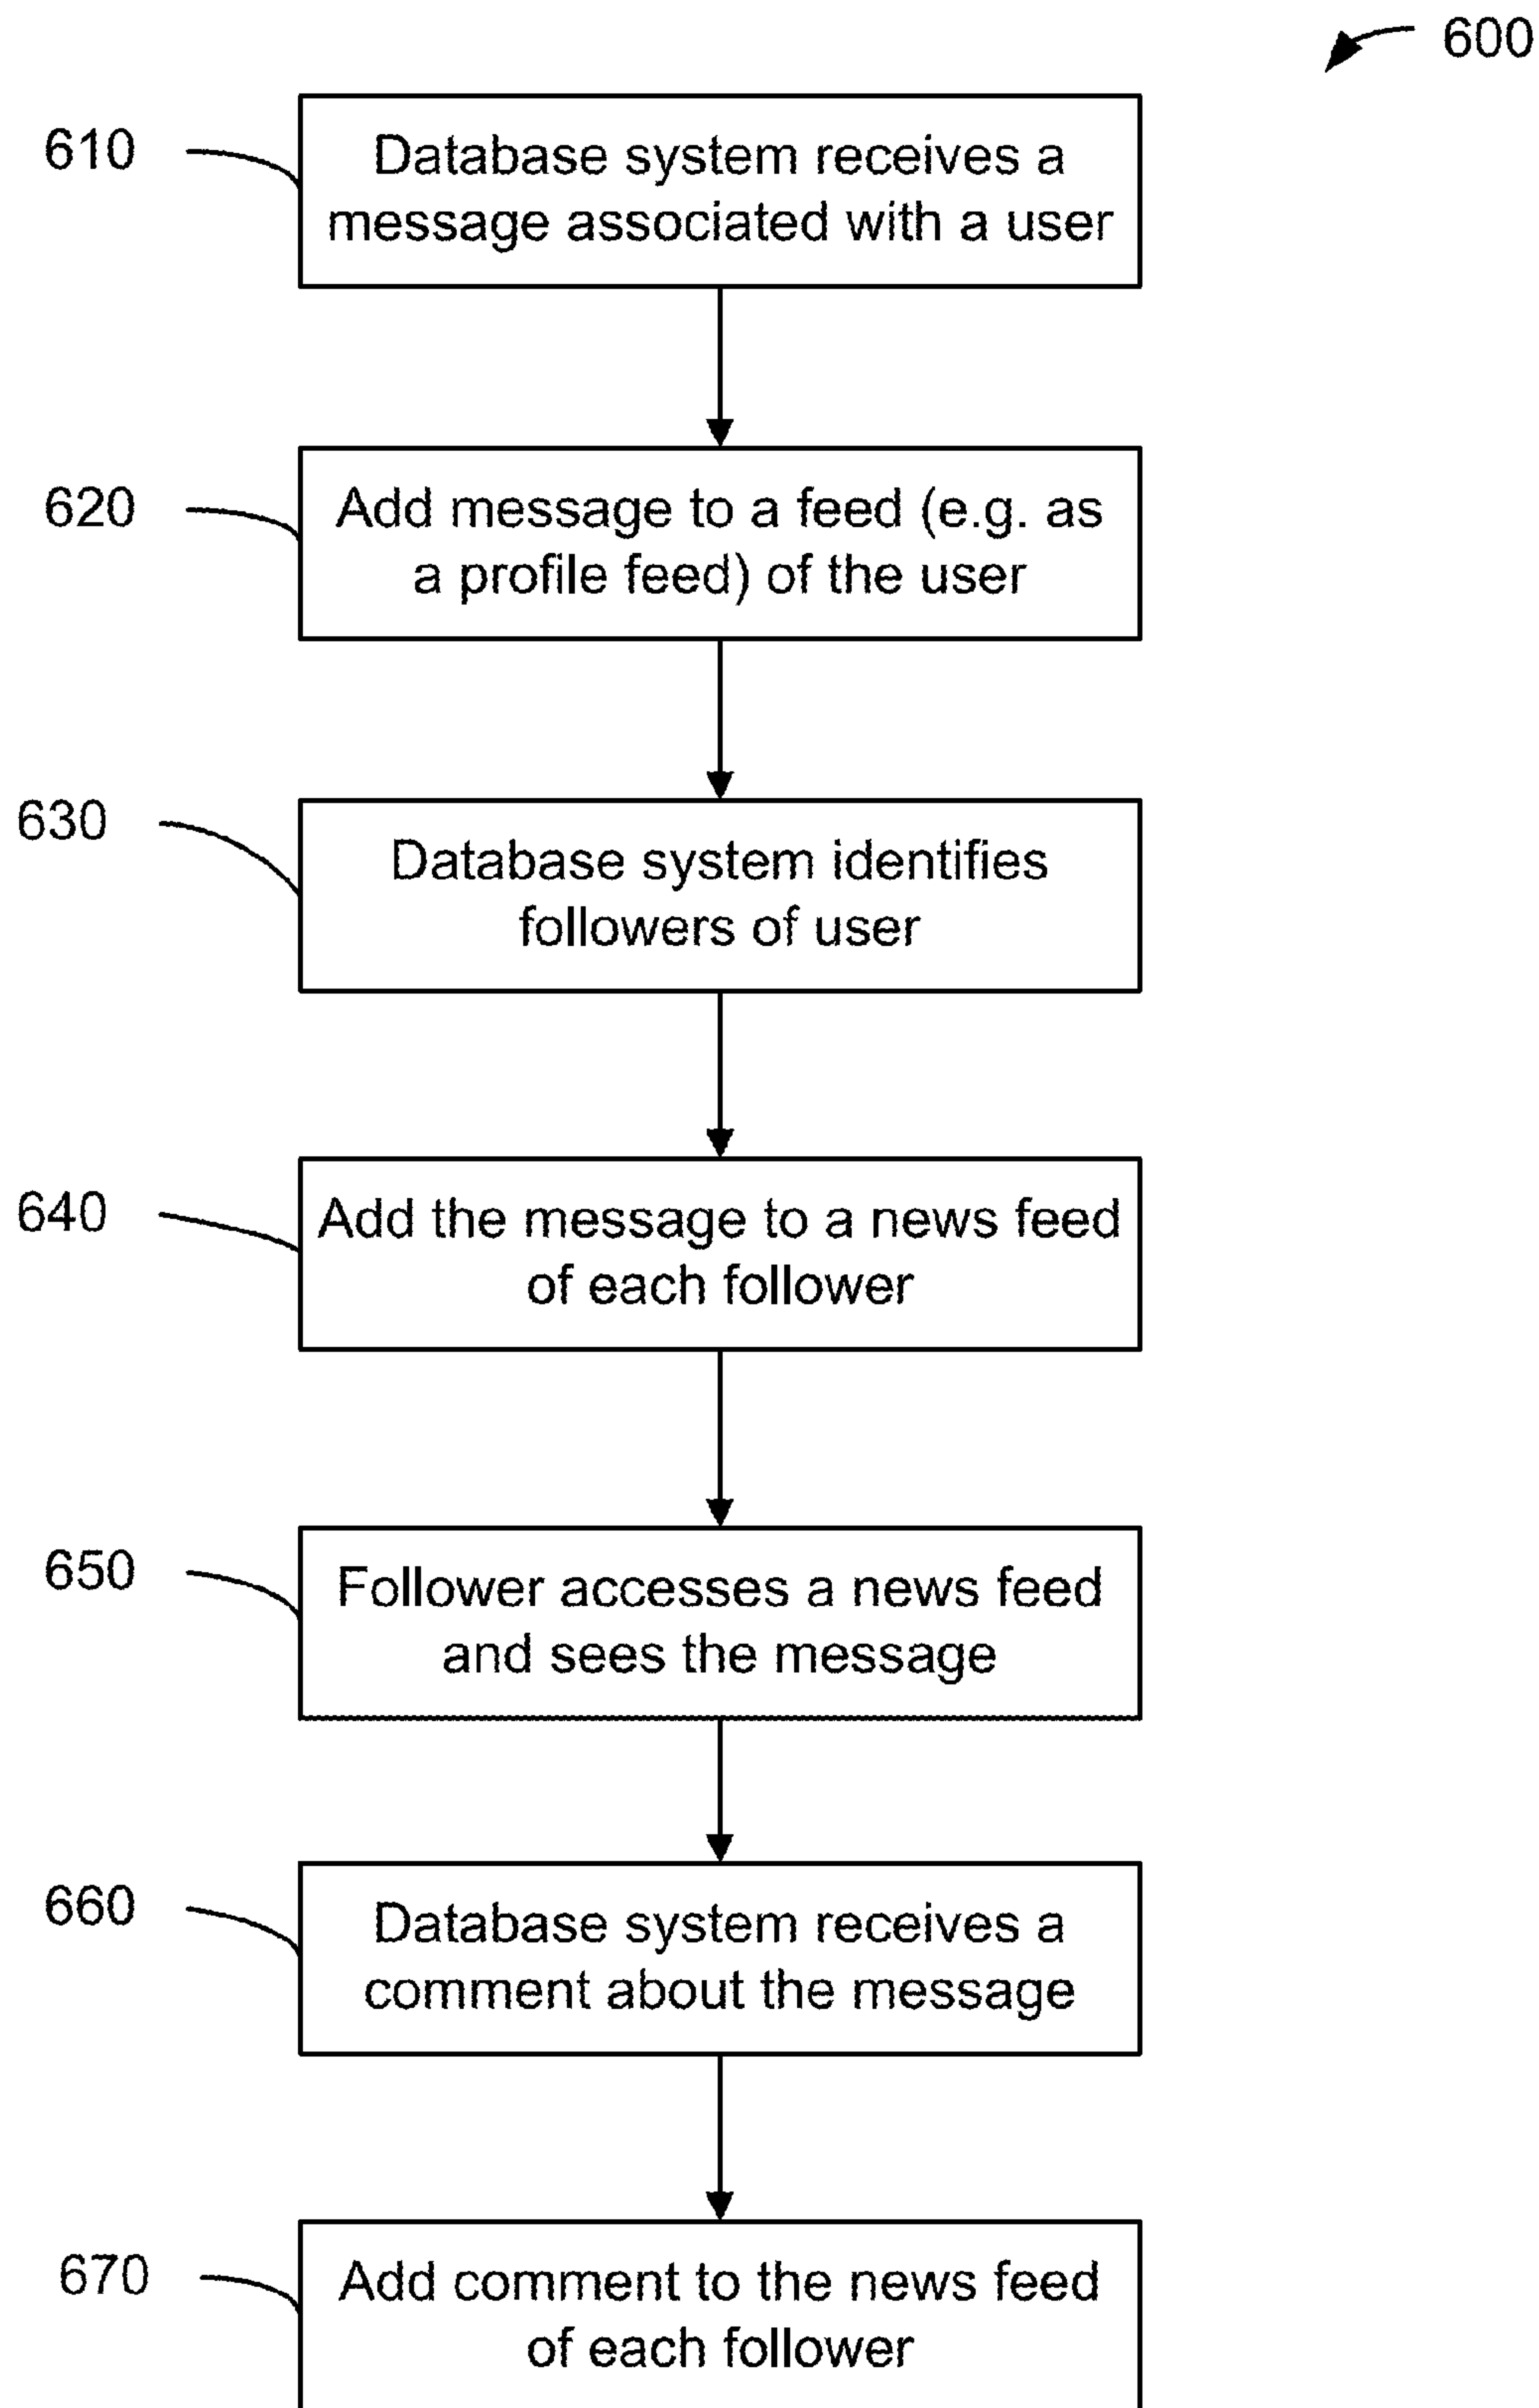 600
610
Database system receives a
message associated with a user
620
Add message to a feed (e.g. as
a profile feed) of the user
630
Database system identifies
followers of user
640
Add the message to a news feed
of each follower
650
Follower accesses a news feed
and sees the message
660
Database system receives a
comment about the message
670
Add comment to the news feed
of each follower